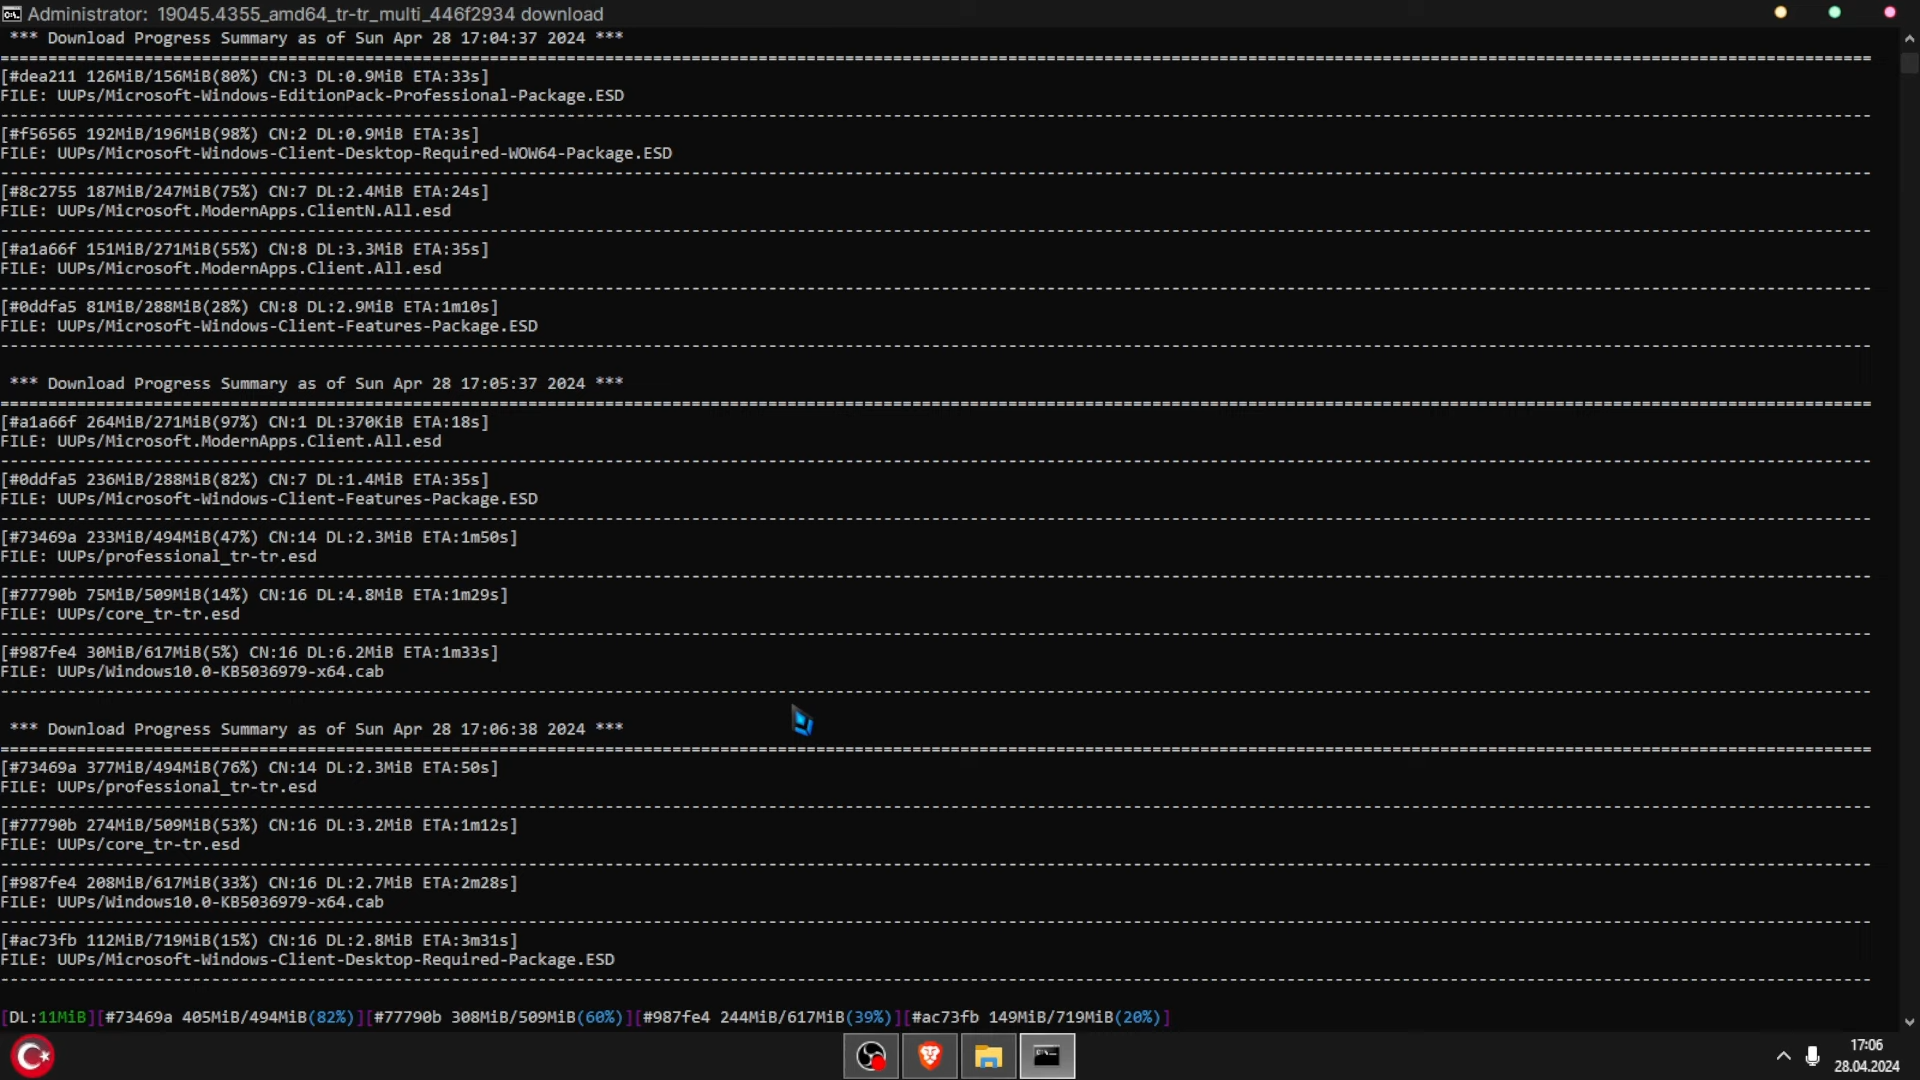 Administrator: 19045.4355_amd64_tr-tr_multi_446f2934 download
*** Download Progress Summary as of Sun Apr 28 17:04:37 2024 ***
[#dea211 126MiB/156MiB(80%) CN:3 DL:0.9MiB ETA:33s]
FILE: UUPs/Microsoft-Windows-EditionPack-Professional-Package.ESD
[#f56565 192MiB/196MiB(98%) CN:2 DL:0.9MiB ETA:3s]
FILE: UUPs/Microsoft-Windows-Client-Desktop-Required-WOW64-Package.ESD
[#8c2755 187MiB/247MiB(75%) CN:7 DL:2.4MiB ETA:24s]
FILE: UUPs/Microsoft.ModernApps.ClientN.All.esd
[#a1a66f 151MiB/271MiB(55%) CN:8 DL:3.3MiB ETA:35s]
FILE: UUPs/Microsoft.ModernApps.Client.All.esd
[#0ddfa5 81MiB/288MiB(28%) CN:8 DL:2.9MiB ETA:1m10s]
FILE: UUPs/Microsoft-Windows-Client-Features-Package.ESD
*** Download Progress Summary as of Sun Apr 28 17:05:37 2024 ***
[#a1a66f 264MiB/271MiB(97%) CN:1 DL:370KiB ETA:18s]
FILE: UUPs/Microsoft.ModernApps.Client.All.esd
[#0ddfa5 236MiB/288MiB(82%) CN:7 DL:1.4MiB ETA:35s]
FILE: UUPs/Microsoft-Windows-Client-Features-Package.ESD
[#73469a 233MiB/494MiB(47%) CN:14 DL:2.3MiB ETA:1m50s]
FILE: UUPs/professional_tr-tr.esd
[#77790b 75MiB/509MiB(14%) CN:16 DL:4.8MiB ETA:1m29s]
FILE: UUPs/core_tr-tr.esd
[#987fe4 30MiB/617MiB(5%) CN:16 DL:6.2MiB ETA:1m33s]
FILE: UUPs/Windows10.0-KB5036979-x64.cab
*** Download Progress Summary as of Sun Apr 28 17:06:38 2024 ***
[#73469a 377MiB/494MiB(76%) CN:14 DL:2.3MiB ETA:50s]
FILE: UUPs/professional_tr-tr.esd
[#77790b 274MiB/509MiB(53%) CN:16 DL:3.2MiB ETA:1m12s]
FILE: UUPs/core_tr-tr.esd
[#987fe4 208MiB/617MiB(33%) CN:16 DL:2.7MiB ETA:2m28s]
FILE: UUPs/Windows10.0-KB5036979-x64.cab
[#ac73fb 112MiB/719MiB(15%) CN:16 DL:2.8MiB ETA:3m31s]
FILE: UUPs/Microsoft-Windows-Client-Desktop-Required-Package.ESD
[DL:11MiB][#73469a 405MiB/494MiB(82%)][#77790b 308MiB/509MiB(60%)][#987fe4 244MiB/617MiB(39%)][#ac73fb 149MiB/719MiB(20%)]
17:06
28.04.2024